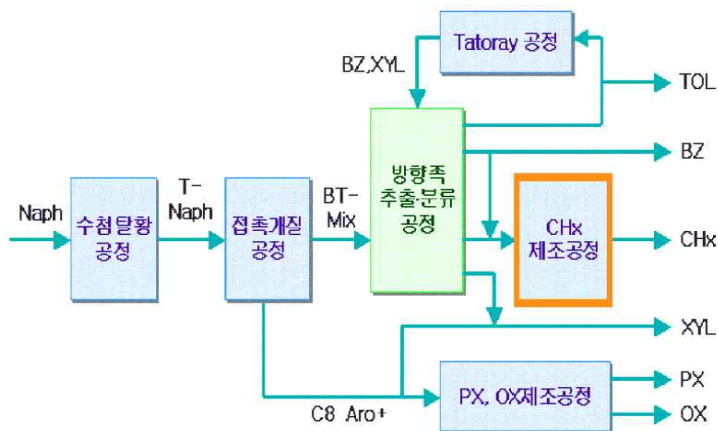 Tatoray 공정
BZ,XYL
TOL
BZ
방향족
추출·분류
공정
T-
Naph
BT-
Mix
Naph
수첨탈황
공정
접촉개질
공정
CHx
제조공정
CHx
XYL
PX, OX제조공정
PX
OX
C8 Aro+